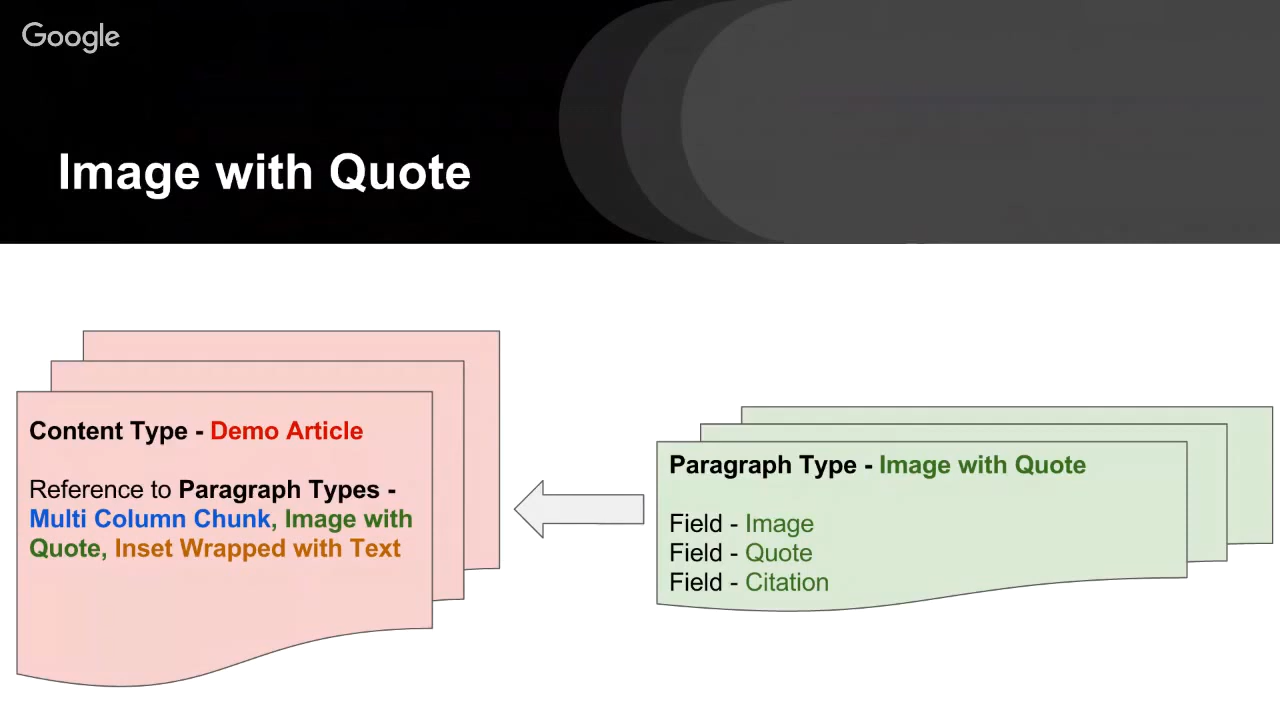 Google
Image with Quote
Content Type - Demo Article
Reference to Paragraph Types -
Multi Column Chunk, Image with
Quote, Inset Wrapped with Text
Paragraph Type - Image with Quote
Field - Image
Field - Quote
Field - Citation